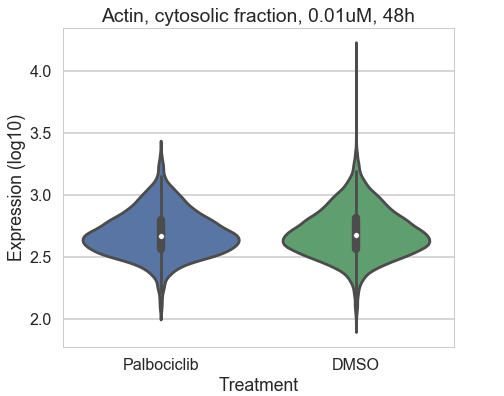 Actin, cytosolic fraction, 0.01uM, 48h
Expression (log10)
4.0
3.5
3.0
2.5
2.0
Palbociclib DMSO
Treatment